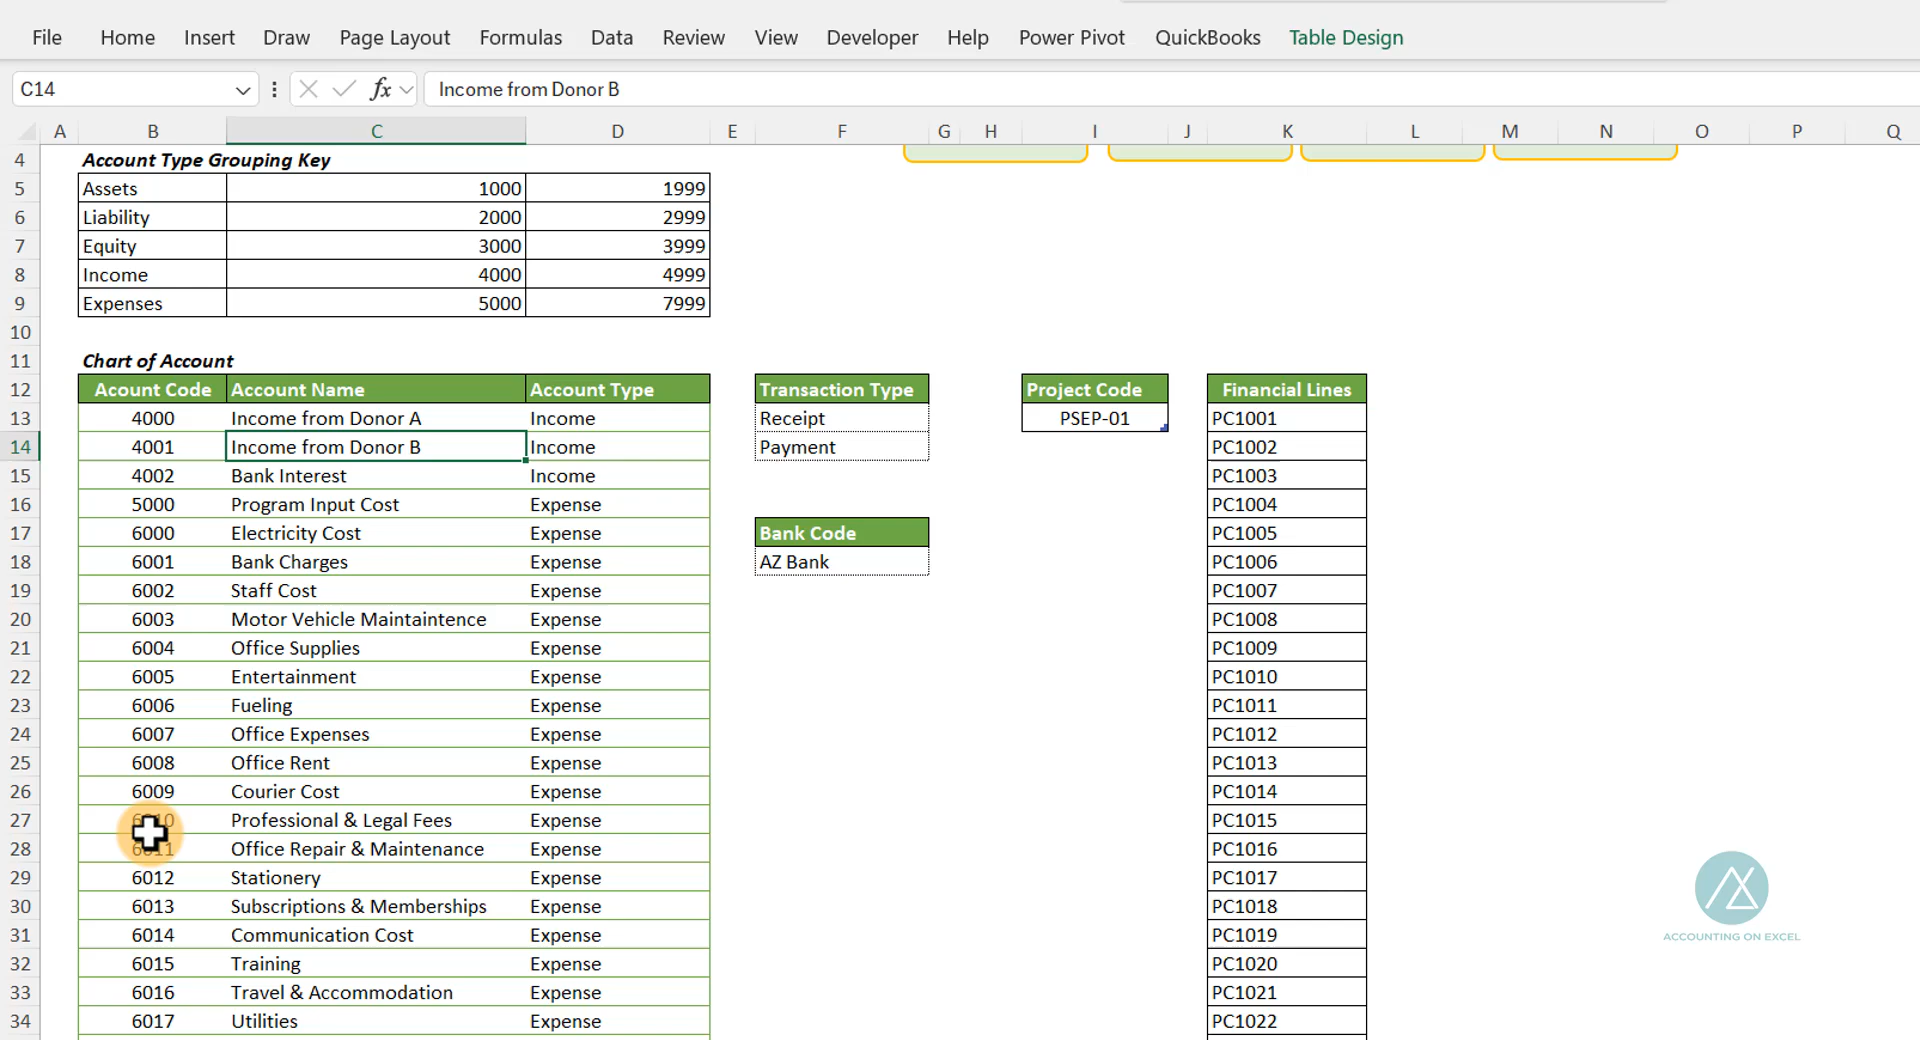 File Home Insert Draw Page Layout Formulas Data Review View Developer Help Power Pivot QuickBooks Table Design
C14 fx Income from Donor B
A B C D E F G H I J K L M N O P Q
4 Account Type Grouping Key
5 Assets 1000 1999
6 Liability 2000 2999
7 Equity 3000 3999
8 Income 4000 4999
9 Expenses 5000 7999
10
11 Chart of Account
12 Acount Code Account Name Account Type Transaction Type Project Code Financial Lines
13 4000 Income from Donor A Income Receipt PSEP-01 PC1001
14 4001 Income from Donor B Income Payment PC1002
15 4002 Bank Interest Income PC1003
16 5000 Program Input Cost Expense PC1004
17 6000 Electricity Cost Expense Bank Code PC1005
18 6001 Bank Charges Expense AZ Bank PC1006
19 6002 Staff Cost Expense PC1007
20 6003 Motor Vehicle Maintaintence Expense PC1008
21 6004 Office Supplies Expense PC1009
22 6005 Entertainment Expense PC1010
23 6006 Fueling Expense PC1011
24 6007 Office Expenses Expense PC1012
25 6008 Office Rent Expense PC1013
26 6009 Courier Cost Expense PC1014
27 6010 Professional & Legal Fees Expense PC1015
28 6011 Office Repair & Maintenance Expense PC1016
29 6012 Stationery Expense PC1017
30 6013 Subscriptions & Memberships Expense PC1018
31 6014 Communication Cost Expense PC1019
32 6015 Training Expense PC1020
33 6016 Travel & Accommodation Expense PC1021
34 6017 Utilities Expense PC1022
ACCOUNTING ON EXCEL